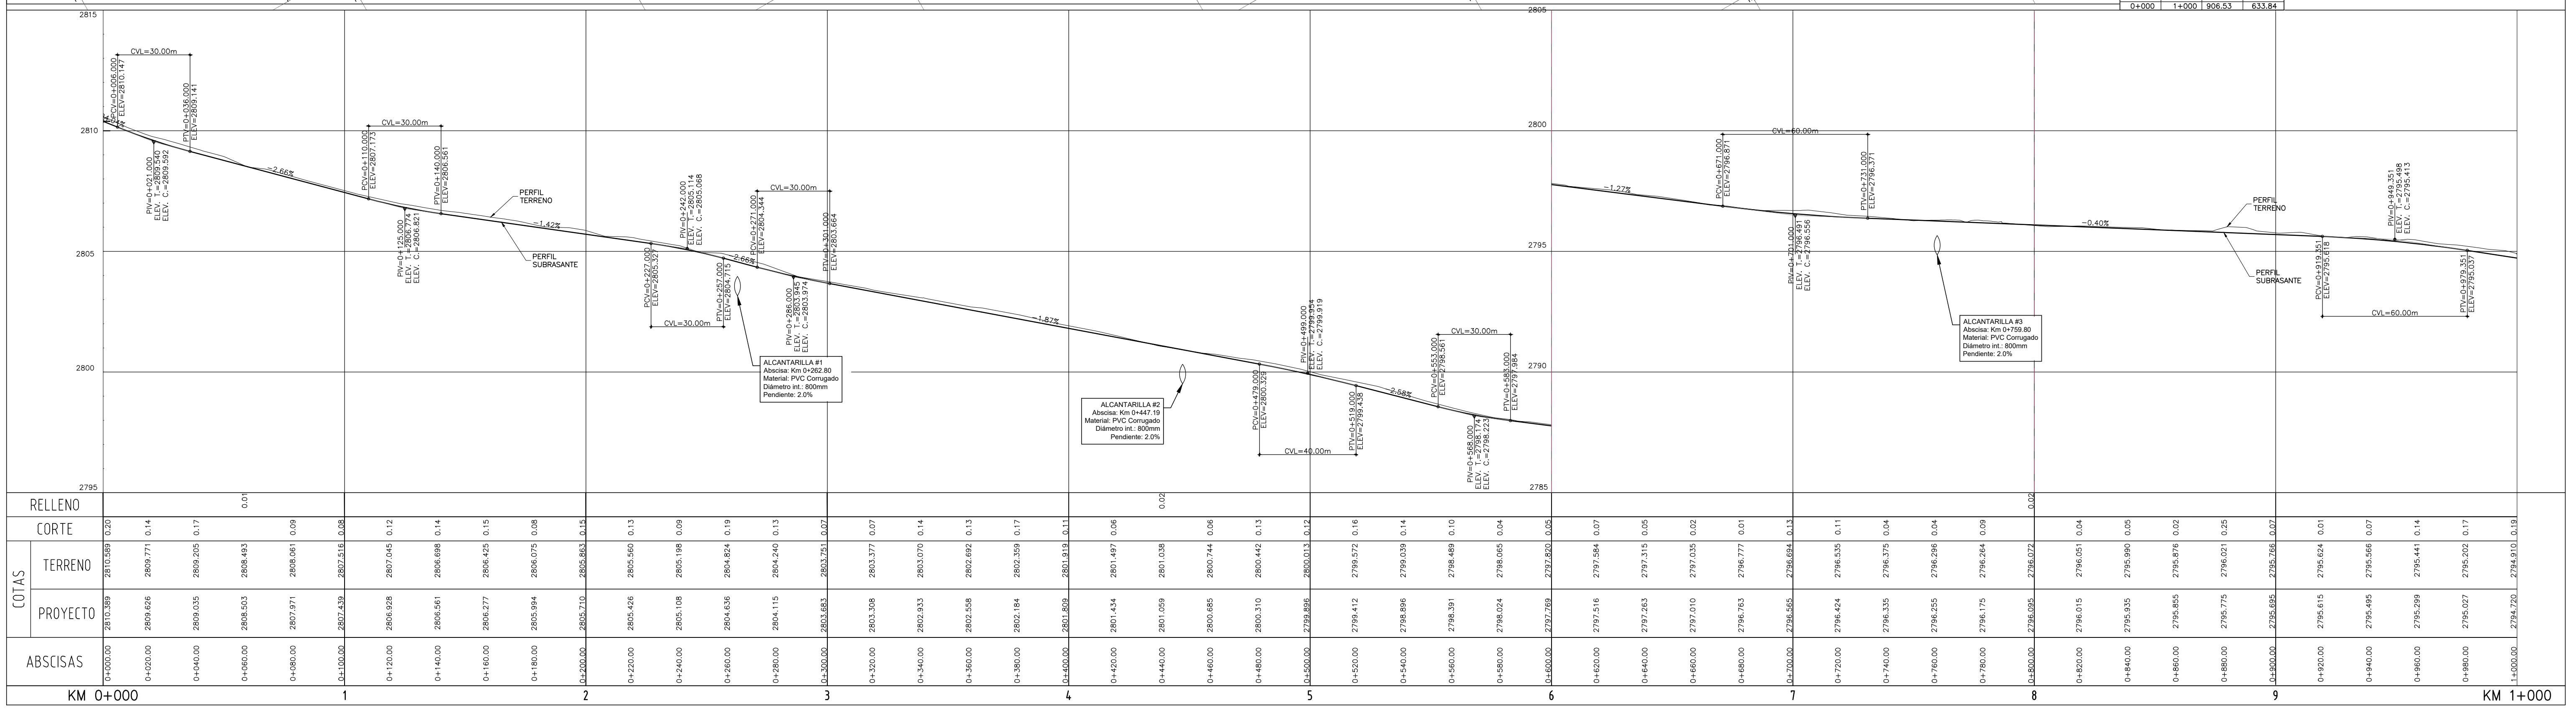 0+000 1+000 906.53 633.84
2815
2810
2805
2800
2795
2805
2800
2795
2790
2785
CVL=30.00m
PCV=0+006.000
ELEV=2810.147
PTV=0+036.000
ELEV=2809.141
PIV=0+021.000
ELEV. T.=2809.540
ELEV. C.=2809.592
-2.66%
CVL=30.00m
PCV=0+110.000
ELEV=2807.173
PTV=0+140.000
ELEV=2806.561
PIV=0+125.000
ELEV. T.=2806.774
ELEV. C.=2806.821
PERFIL
TERRENO
-1.42%
PERFIL
SUBRASANTE
PIV=0+242.000
ELEV. T.=2805.114
ELEV. C.=2805.068
PCV=0+227.000
ELEV=2805.327
PTV=0+257.000
ELEV=2804.715
CVL=30.00m
-2.66%
CVL=30.00m
PCV=0+271.000
ELEV=2804.344
PTV=0+301.000
ELEV=2803.664
PIV=0+286.000
ELEV. T.=2803.945
ELEV. C.=2803.974
ALCANTARILLA #1
Abscisa: Km 0+262.80
Material: PVC Corrugado
Diámetro int.: 800mm
Pendiente: 2.0%
-1.87%
ALCANTARILLA #2
Abscisa: Km 0+447.19
Material: PVC Corrugado
Diámetro int.: 800mm
Pendiente: 2.0%
PIV=0+499.000
ELEV. T.=2799.954
ELEV. C.=2799.919
PCV=0+479.000
ELEV=2800.329
PTV=0+519.000
ELEV=2799.438
CVL=40.00m
-2.58%
CVL=30.00m
PCV=0+553.000
ELEV=2798.561
PTV=0+583.000
ELEV=2797.984
PIV=0+568.000
ELEV. T.=2798.174
ELEV. C.=2798.223
-1.27%
CVL=60.00m
PCV=0+671.000
ELEV=2796.871
PTV=0+731.000
ELEV=2796.371
PIV=0+701.000
ELEV. T.=2796.491
ELEV. C.=2796.556
ALCANTARILLA #3
Abscisa: Km 0+759.80
Material: PVC Corrugado
Diámetro int.: 800mm
Pendiente: 2.0%
-0.40%
PERFIL
TERRENO
PERFIL
SUBRASANTE
PIV=0+949.351
ELEV. T.=2795.498
ELEV. C.=2795.413
PCV=0+919.351
ELEV=2795.618
PTV=0+979.351
ELEV=2795.037
CVL=60.00m
RELLENO 0.01 0.02 0.02
CORTE 0.20 0.14 0.17 0.09 0.08 0.12 0.14 0.15 0.08 0.15 0.13 0.09 0.19 0.13 0.07 0.07 0.14 0.13 0.17 0.11 0.06 0.06 0.13 0.12 0.16 0.14 0.10 0.04 0.05 0.07 0.05 0.02 0.01 0.13 0.11 0.04 0.04 0.09 0.04 0.05 0.02 0.25 0.07 0.01 0.07 0.14 0.17 0.19
COTAS
TERRENO 2810.589 2809.771 2809.205 2808.493 2808.061 2807.516 2807.045 2806.698 2806.425 2806.075 2805.863 2805.560 2805.198 2804.824 2804.240 2803.751 2803.377 2803.070 2802.692 2802.359 2801.919 2801.497 2801.038 2800.744 2800.442 2800.013 2799.572 2799.039 2798.489 2798.065 2797.820 2797.584 2797.315 2797.035 2796.777 2796.694 2796.535 2796.375 2796.296 2796.264 2796.072 2796.051 2795.990 2795.876 2796.021 2795.766 2795.624 2795.566 2795.441 2795.202 2794.910
PROYECTO 2810.389 2809.626 2809.035 2808.503 2807.971 2807.439 2806.928 2806.561 2806.277 2805.994 2805.710 2805.426 2805.108 2804.636 2804.115 2803.683 2803.308 2802.933 2802.558 2802.184 2801.809 2801.434 2801.059 2800.685 2800.310 2799.896 2799.412 2798.896 2798.391 2798.024 2797.769 2797.516 2797.263 2797.010 2796.763 2796.565 2796.424 2796.335 2796.255 2796.175 2796.095 2796.015 2795.935 2795.855 2795.775 2795.695 2795.615 2795.495 2795.299 2795.027 2794.720
ABSCISAS 0+000.00 0+020.00 0+040.00 0+060.00 0+080.00 0+100.00 0+120.00 0+140.00 0+160.00 0+180.00 0+200.00 0+220.00 0+240.00 0+260.00 0+280.00 0+300.00 0+320.00 0+340.00 0+360.00 0+380.00 0+400.00 0+420.00 0+440.00 0+460.00 0+480.00 0+500.00 0+520.00 0+540.00 0+560.00 0+580.00 0+600.00 0+620.00 0+640.00 0+660.00 0+680.00 0+700.00 0+720.00 0+740.00 0+760.00 0+780.00 0+800.00 0+820.00 0+840.00 0+860.00 0+880.00 0+900.00 0+920.00 0+940.00 0+960.00 0+980.00 1+000.00
KM 0+000 1 2 3 4 5 6 7 8 9 KM 1+000